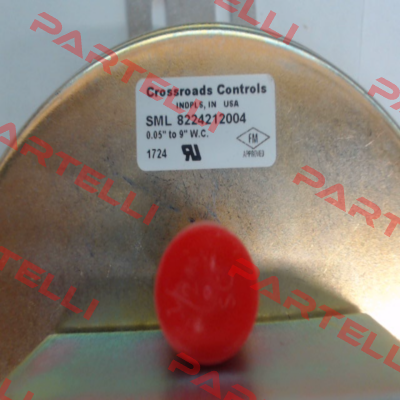 PARTELLI
Crossroads Controls
INDPLS, IN USA
SML 8224212004
0.05" to 9" W.C.
1724
FM
APPROVED
PARTELLI
PARTELLI
PARTELLI
PARTELLI